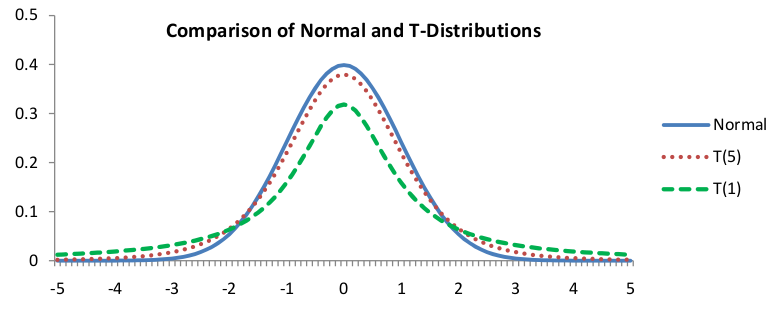 Comparison of Normal and T-Distributions
0.5
0.4
0.3
0.2
0.1
0
-5 -4 -3 -2 -1 0 1 2 3 4 5
Normal
T(5)
T(1)